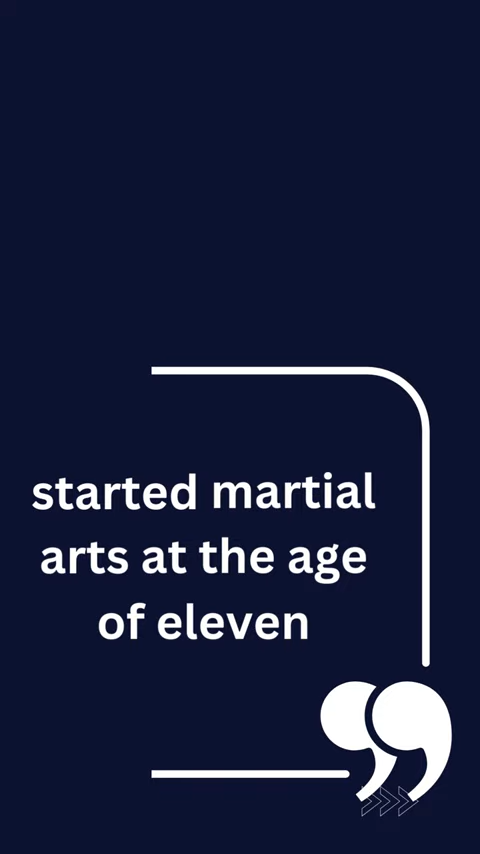 started martial
arts at the age
of eleven